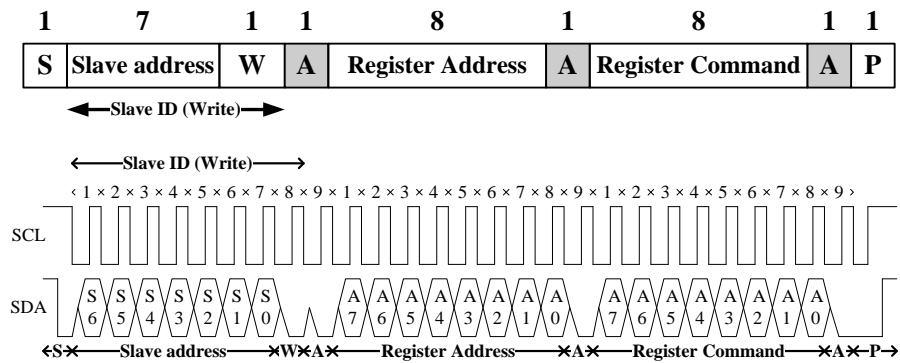 1 7 1 1 8 1 8 1 1
S Slave address W A Register Address A Register Command A P
Slave ID (Write)
Slave ID (Write)
1 × 2 × 3 × 4 × 5 × 6 × 7 × 8 × 9 × 1 × 2 × 3 × 4 × 5 × 6 × 7 × 8 × 9 × 1 × 2 × 3 × 4 × 5 × 6 × 7 × 8 × 9
SCL
SDA
S6 S5 S4 S3 S2 S1 S0 A7 A6 A5 A4 A3 A2 A1 A0 A7 A6 A5 A4 A3 A2 A1 A0
S Slave address W A Register Address A Register Command A P